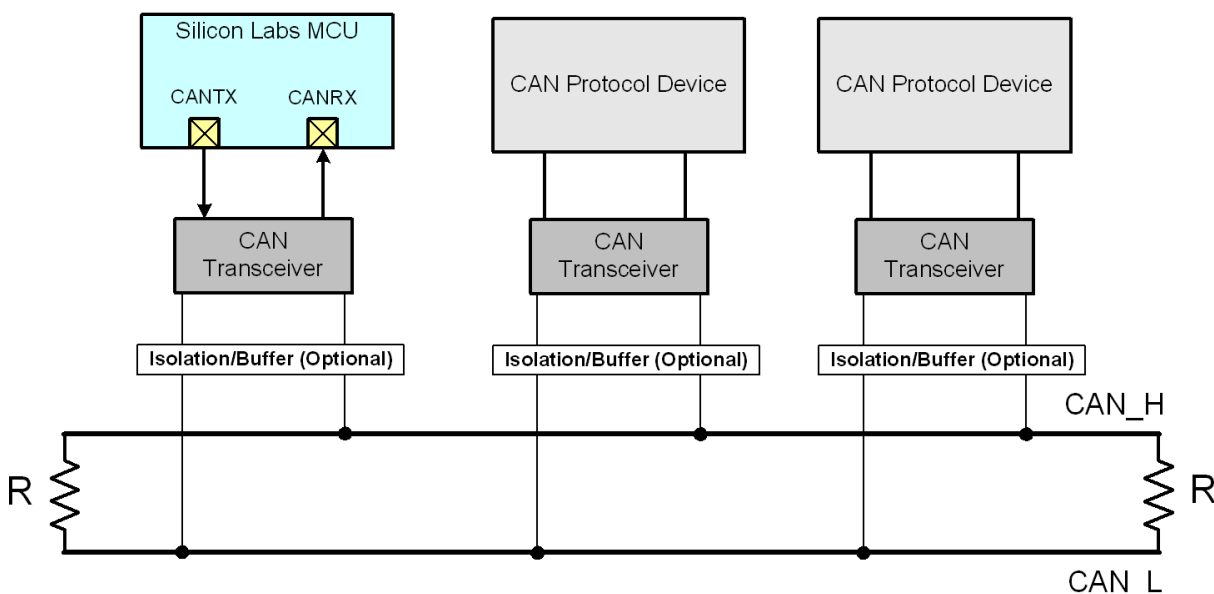 Silicon Labs MCU
CANTX
CANRX
CAN
Transceiver
Isolation/Buffer (Optional)
CAN Protocol Device
CAN
Transceiver
Isolation/Buffer (Optional)
CAN Protocol Device
CAN
Transceiver
Isolation/Buffer (Optional)
CAN_H
R
R
CAN_L